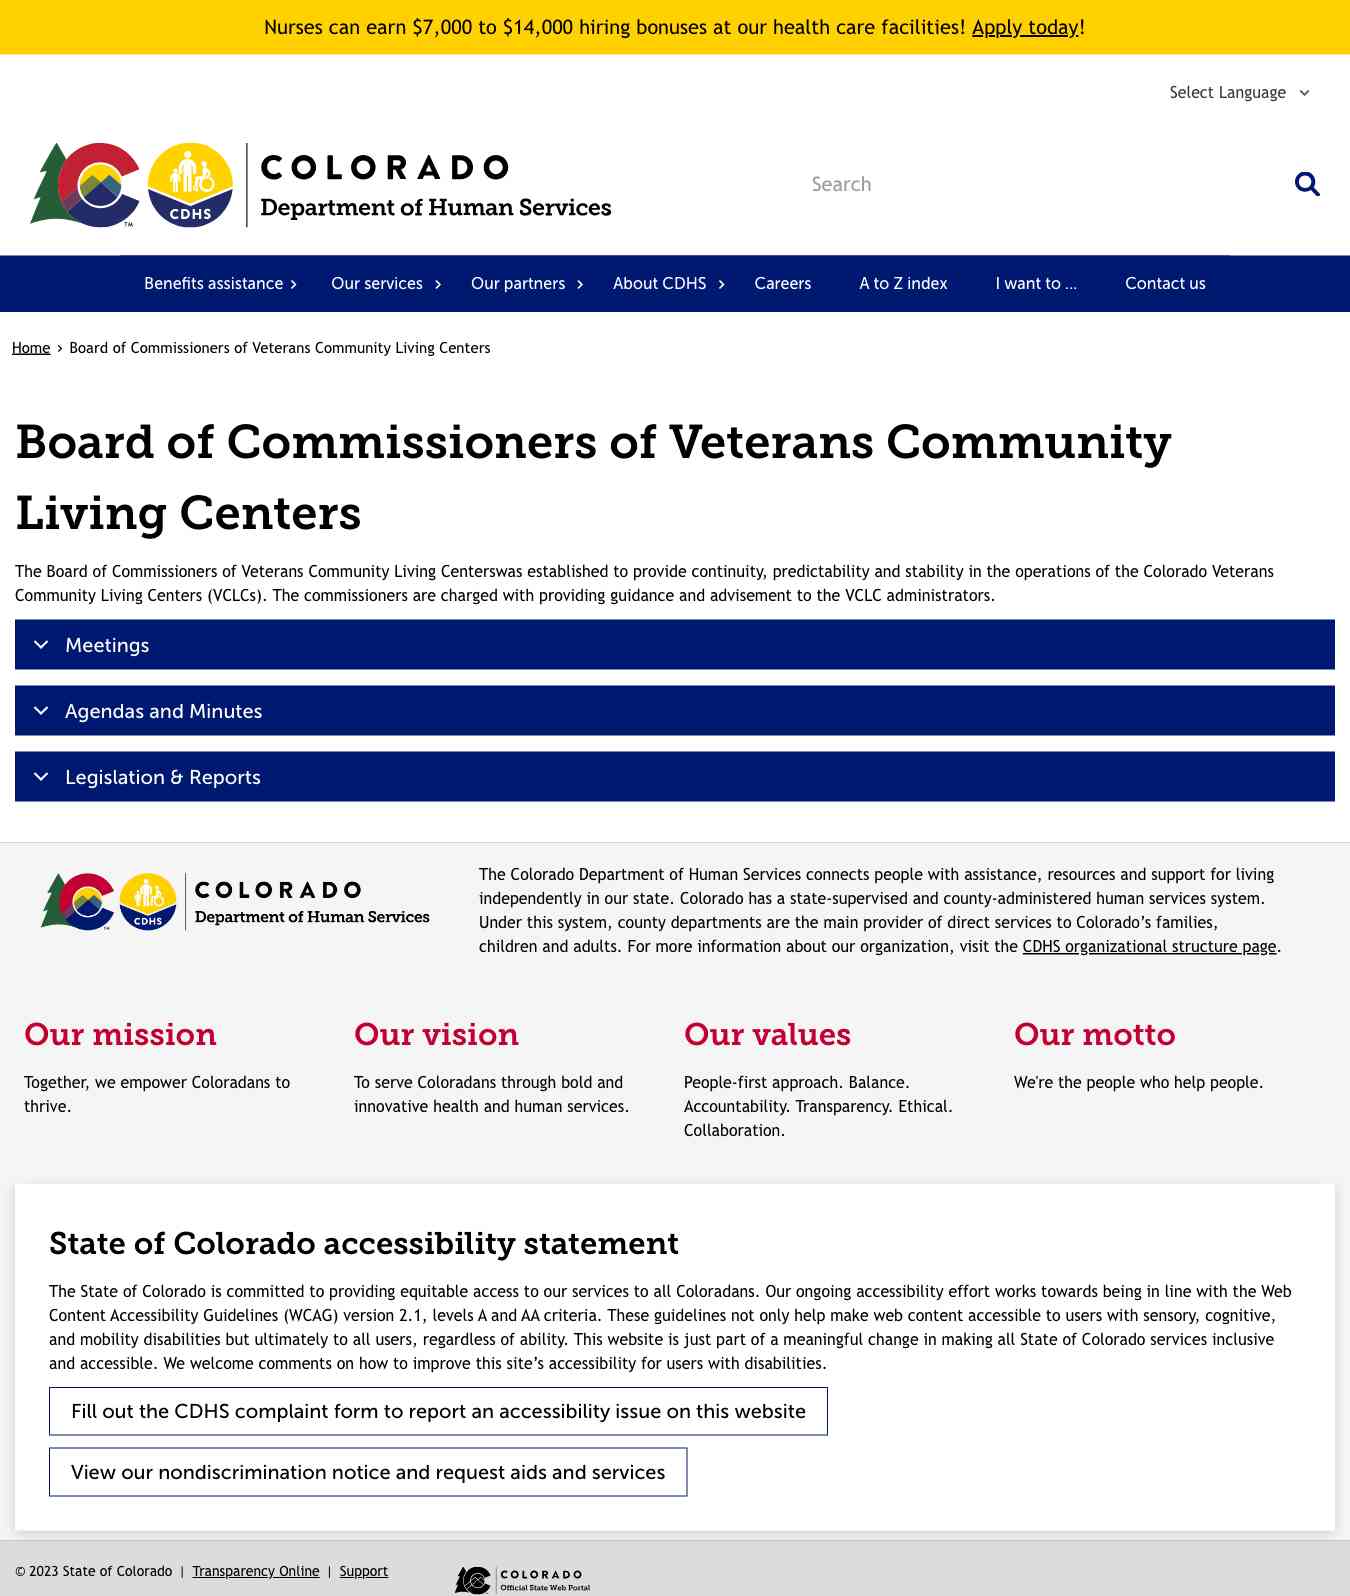 Nurses can earn $7,000 to $14,000 hiring bonuses at our health care facilities! Apply today!
Select Language
CDHS
TM
COLORADO
Department of Human Services
Search
Benefits assistance
Our services
Our partners
About CDHS
Careers
A to Z index
I want to ...
Contact us
Home › Board of Commissioners of Veterans Community Living Centers
Board of Commissioners of Veterans Community
Living Centers
The Board of Commissioners of Veterans Community Living Centerswas established to provide continuity, predictability and stability in the operations of the Colorado Veterans
Community Living Centers (VCLCs). The commissioners are charged with providing guidance and advisement to the VCLC administrators.
Meetings
Agendas and Minutes
Legislation & Reports
CDHS
TM
COLORADO
Department of Human Services
The Colorado Department of Human Services connects people with assistance, resources and support for living
independently in our state. Colorado has a state-supervised and county-administered human services system.
Under this system, county departments are the main provider of direct services to Colorado’s families,
children and adults. For more information about our organization, visit the CDHS organizational structure page.
Our mission
Together, we empower Coloradans to
thrive.
Our vision
To serve Coloradans through bold and
innovative health and human services.
Our values
People-first approach. Balance.
Accountability. Transparency. Ethical.
Collaboration.
Our motto
We're the people who help people.
State of Colorado accessibility statement
The State of Colorado is committed to providing equitable access to our services to all Coloradans. Our ongoing accessibility effort works towards being in line with the Web
Content Accessibility Guidelines (WCAG) version 2.1, levels A and AA criteria. These guidelines not only help make web content accessible to users with sensory, cognitive,
and mobility disabilities but ultimately to all users, regardless of ability. This website is just part of a meaningful change in making all State of Colorado services inclusive
and accessible. We welcome comments on how to improve this site’s accessibility for users with disabilities.
Fill out the CDHS complaint form to report an accessibility issue on this website
View our nondiscrimination notice and request aids and services
© 2023 State of Colorado | Transparency Online | Support
COLORADO
Official State Web Portal